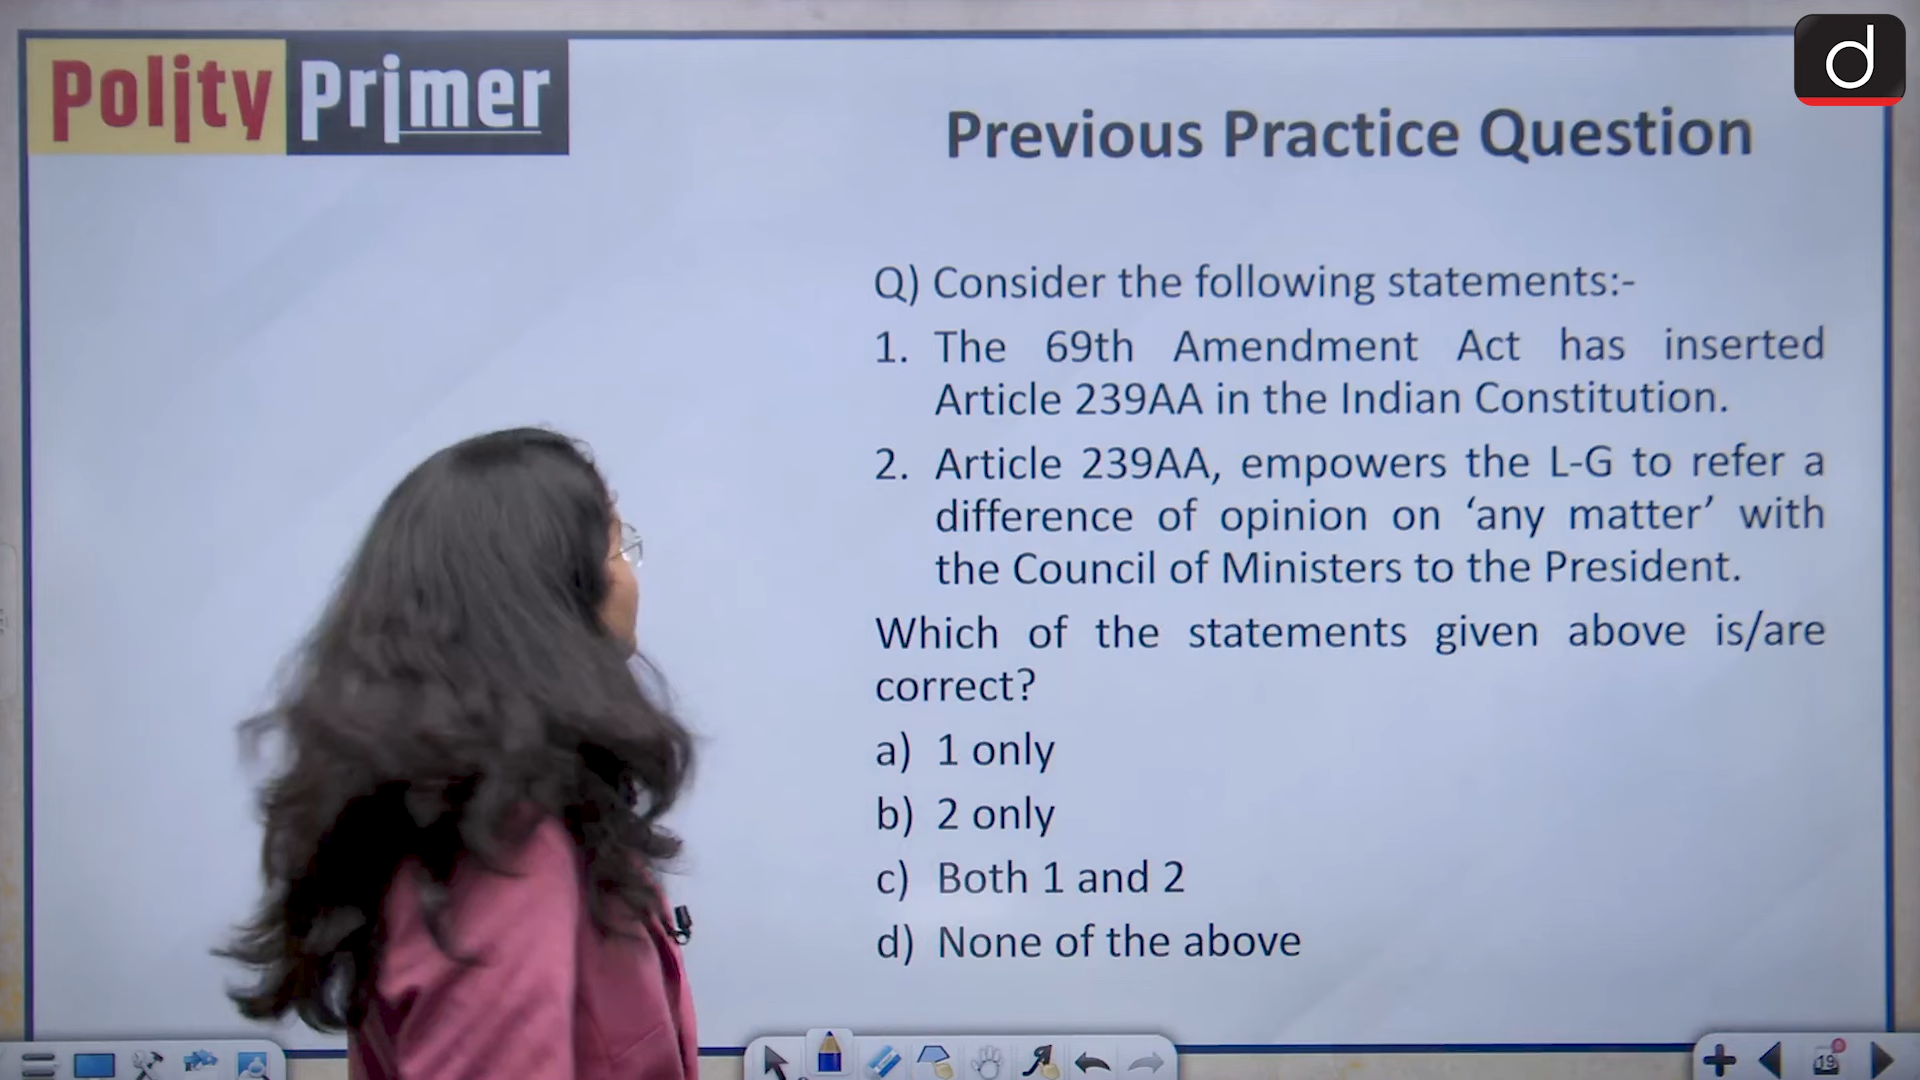 Polity Primer
d
Previous Practice Question
Q) Consider the following statements:-
1. The 69th Amendment Act has inserted
Article 239AA in the Indian Constitution.
2. Article 239AA, empowers the L-G to refer a
difference of opinion on ‘any matter’ with
the Council of Ministers to the President.
Which of the statements given above is/are
correct?
a) 1 only
b) 2 only
c) Both 1 and 2
d) None of the above
19